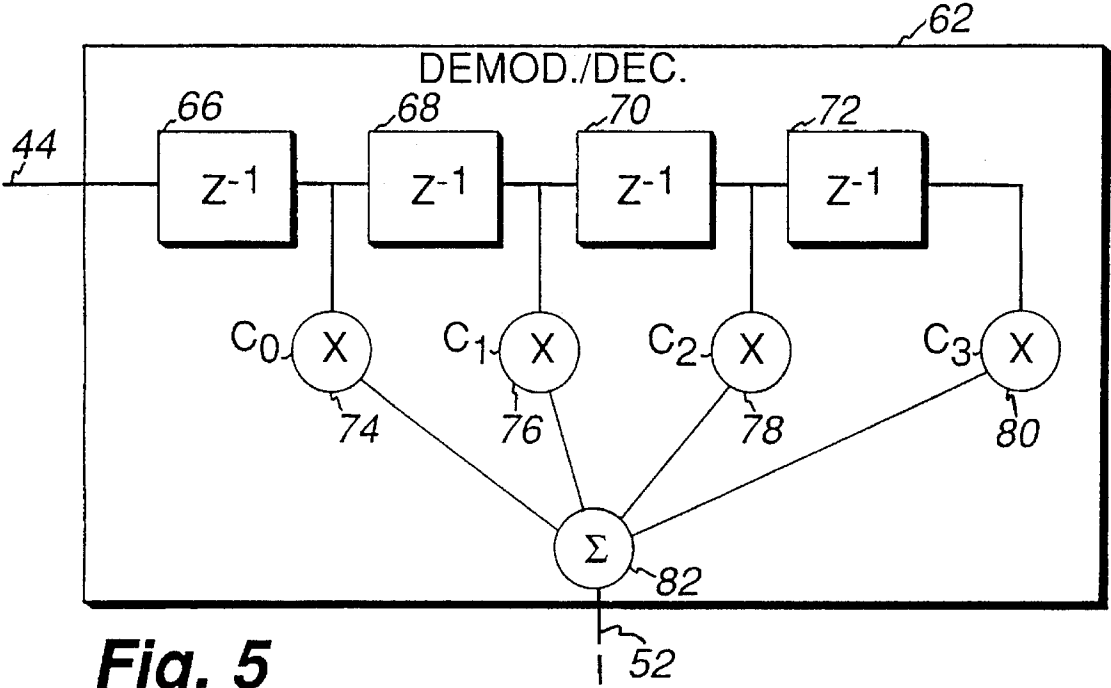 62
DEMOD./DEC.
66 68 70 72
44
Z-1 Z-1 Z-1 Z-1
C0 X C1 X C2 X C3 X
74 76 78 80
Σ
82
52
Fig. 5